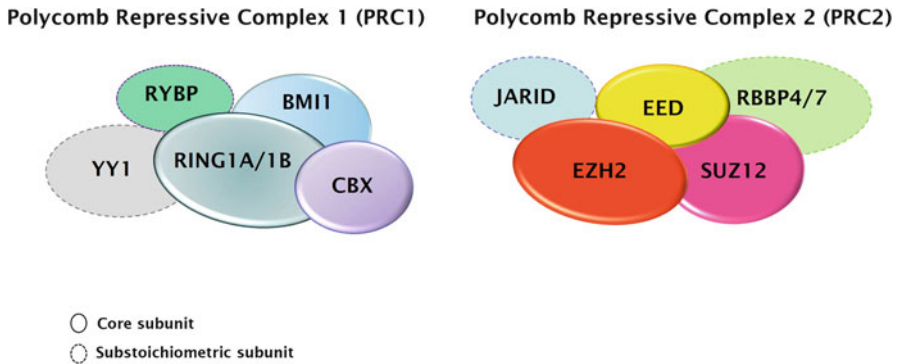 Polycomb Repressive Complex 1 (PRC1)
RYBP
BMI1
YY1
RING1A/1B
CBX
Polycomb Repressive Complex 2 (PRC2)
JARID
EED
RBBP4/7
EZH2
SUZ12
Core subunit
Substoichiometric subunit